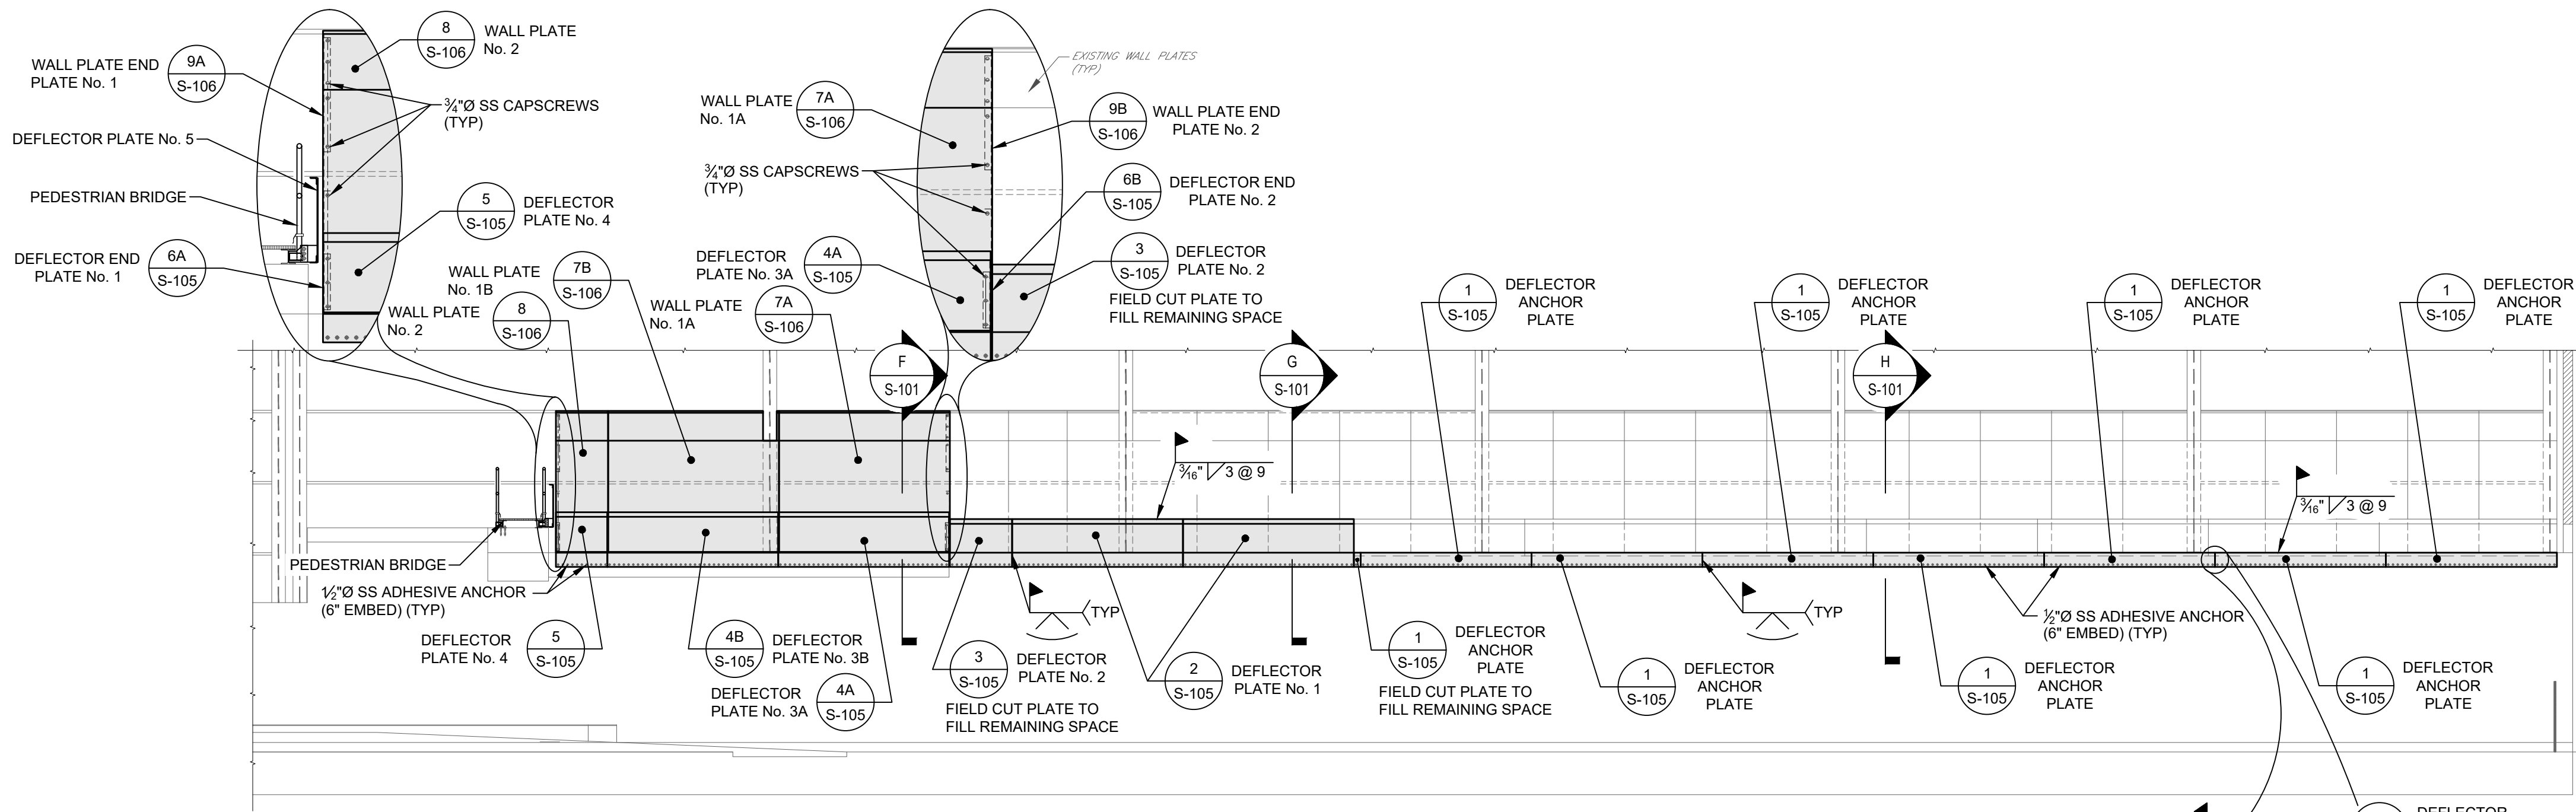 8
S-106
WALL PLATE
No. 2
WALL PLATE END
PLATE No. 1
9A
S-106
¾"Ø SS CAPSCREWS
(TYP)
DEFLECTOR PLATE No. 5
PEDESTRIAN BRIDGE
5
S-105
DEFLECTOR
PLATE No. 4
DEFLECTOR END
PLATE No. 1
6A
S-105
EXISTING WALL PLATES
(TYP)
WALL PLATE
No. 1A
7A
S-106
9B
S-106
WALL PLATE END
PLATE No. 2
¾"Ø SS CAPSCREWS
(TYP)
6B
S-105
DEFLECTOR END
PLATE No. 2
DEFLECTOR
PLATE No. 3A
4A
S-105
3
S-105
DEFLECTOR
PLATE No. 2
FIELD CUT PLATE TO
FILL REMAINING SPACE
WALL PLATE
No. 1B
7B
S-106
WALL PLATE
No. 2
8
S-106
WALL PLATE
No. 1A
7A
S-106
1
S-105
DEFLECTOR
ANCHOR
PLATE
1
S-105
DEFLECTOR
ANCHOR
PLATE
1
S-105
DEFLECTOR
ANCHOR
PLATE
1
S-105
DEFLECTOR
ANCHOR
PLATE
F
S-101
G
S-101
H
S-101
3⁄16" 3 @ 9
3⁄16" 3 @ 9
PEDESTRIAN BRIDGE
½"Ø SS ADHESIVE ANCHOR
(6" EMBED) (TYP)
TYP
TYP
½"Ø SS ADHESIVE ANCHOR
(6" EMBED) (TYP)
DEFLECTOR
PLATE No. 4
5
S-105
4B
S-105
DEFLECTOR
PLATE No. 3B
DEFLECTOR
PLATE No. 3A
4A
S-105
3
S-105
DEFLECTOR
PLATE No. 2
FIELD CUT PLATE TO
FILL REMAINING SPACE
2
S-105
DEFLECTOR
PLATE No. 1
1
S-105
DEFLECTOR
ANCHOR
PLATE
FIELD CUT PLATE TO
FILL REMAINING SPACE
1
S-105
DEFLECTOR
ANCHOR
PLATE
1
S-105
DEFLECTOR
ANCHOR
PLATE
1
S-105
DEFLECTOR
ANCHOR
PLATE
DEFLECTOR